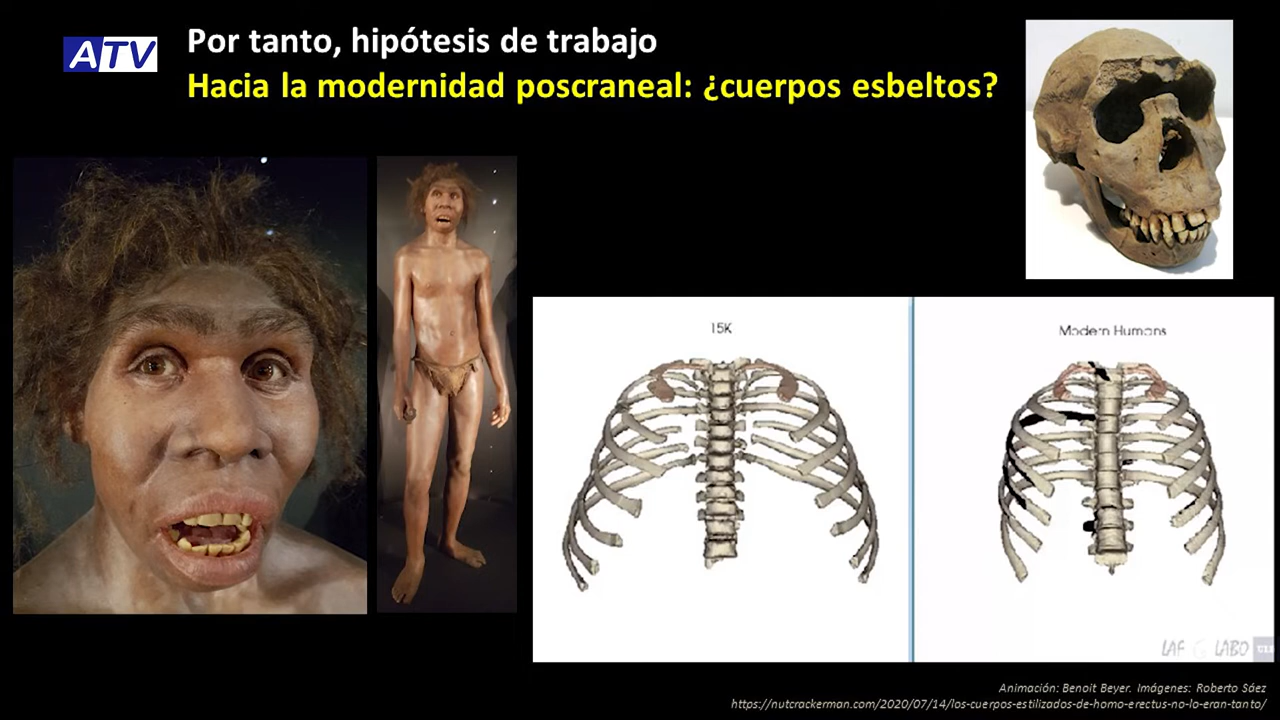 ATV
Por tanto, hipótesis de trabajo
Hacia la modernidad poscraneal: ¿cuerpos esbeltos?
15K
Modern Humans
LAF LABO
Animación: Benoit Beyer. Imágenes: Roberto Sáez
https://nutcrackerman.com/2020/07/14/los-cuerpos-estilizados-de-homo-erectus-no-lo-eran-tanto/